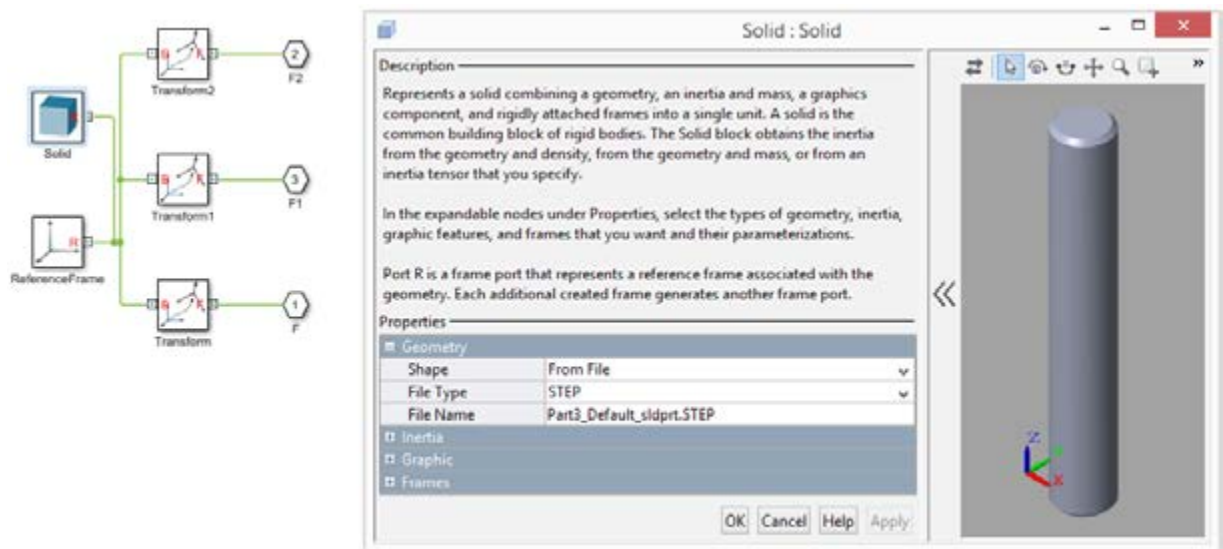 Transform2
2
F2
Solid
Transform1
3
F1
R
ReferenceFrame
Transform
1
F
Solid : Solid
Description
Represents a solid combining a geometry, an inertia and mass, a graphics
component, and rigidly attached frames into a single unit. A solid is the
common building block of rigid bodies. The Solid block obtains the inertia
from the geometry and density, from the geometry and mass, or from an
inertia tensor that you specify.
In the expandable nodes under Properties, select the types of geometry, inertia,
graphic features, and frames that you want and their parameterizations.
Port R is a frame port that represents a reference frame associated with the
geometry. Each additional created frame generates another frame port.
Properties
Geometry
Shape From File
File Type STEP
File Name Part3_Default_sldprt.STEP
Inertia
Graphic
Frames
OK Cancel Help Apply
Z
X